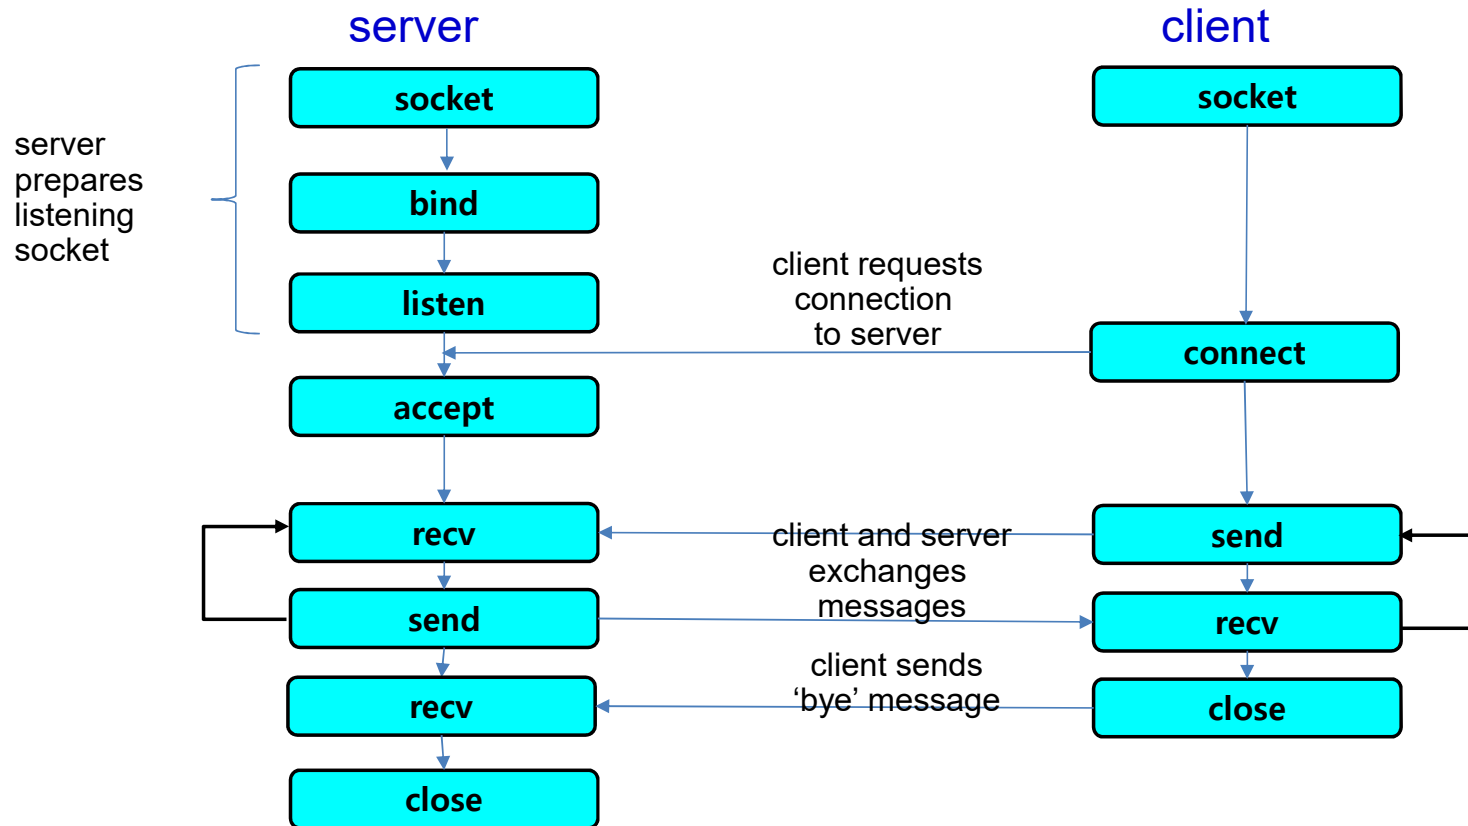 server
client
socket
socket
server
prepares
listening
socket
bind
listen
client requests
connection
to server
connect
accept
recv
client and server
exchanges
messages
send
send
recv
client sends
‘bye’ message
recv
close
close